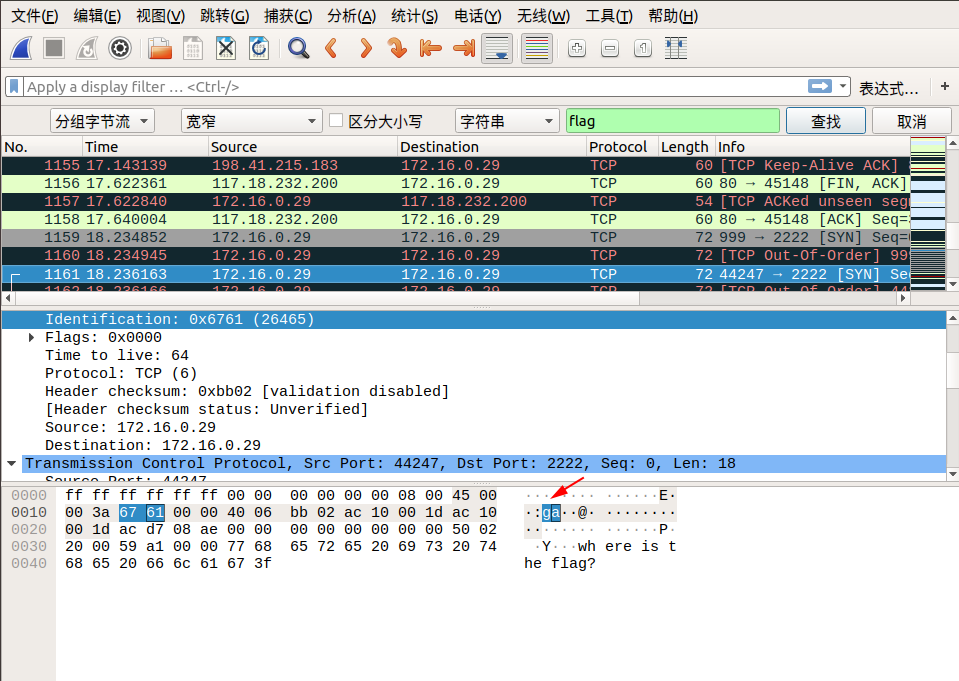 文件(F) 编辑(E) 视图(V) 跳转(G) 捕获(C) 分析(A) 统计(S) 电话(Y) 无线(W) 工具(T) 帮助(H)
Apply a display filter … <Ctrl-/> 表达式… +
分组字节流 宽窄 区分大小写 字符串 flag 查找 取消
No. Time Source Destination Protocol Length Info
1155 17.143139 198.41.215.183 172.16.0.29 TCP 60 [TCP Keep-Alive ACK]
1156 17.622361 117.18.232.200 172.16.0.29 TCP 60 80 → 45148 [FIN, ACK]
1157 17.622840 172.16.0.29 117.18.232.200 TCP 54 [TCP ACKed unseen seg
1158 17.640004 117.18.232.200 172.16.0.29 TCP 60 80 → 45148 [ACK] Seq=
1159 18.234852 172.16.0.29 172.16.0.29 TCP 72 999 → 2222 [SYN] Seq=
1160 18.234945 172.16.0.29 172.16.0.29 TCP 72 [TCP Out-Of-Order] 99
1161 18.236163 172.16.0.29 172.16.0.29 TCP 72 44247 → 2222 [SYN] Se
1162 18.236166 172.16.0.29 172.16.0.29 TCP 72 [TCP Out-Of-Order] 44
Identification: 0x6761 (26465)
Flags: 0x0000
Time to live: 64
Protocol: TCP (6)
Header checksum: 0xbb02 [validation disabled]
[Header checksum status: Unverified]
Source: 172.16.0.29
Destination: 172.16.0.29
Transmission Control Protocol, Src Port: 44247, Dst Port: 2222, Seq: 0, Len: 18
Source Port: 44247
0000 ff ff ff ff ff ff 00 00 00 00 00 00 08 00 45 00 ········ ······E·
0010 00 3a 67 61 00 00 40 06 bb 02 ac 10 00 1d ac 10 ·:ga··@· ········
0020 00 1d ac d7 08 ae 00 00 00 00 00 00 00 00 50 02 ········ ······P·
0030 20 00 59 a1 00 00 77 68 65 72 65 20 69 73 20 74 ·Y···wh ere is t
0040 68 65 20 66 6c 61 67 3f he flag?